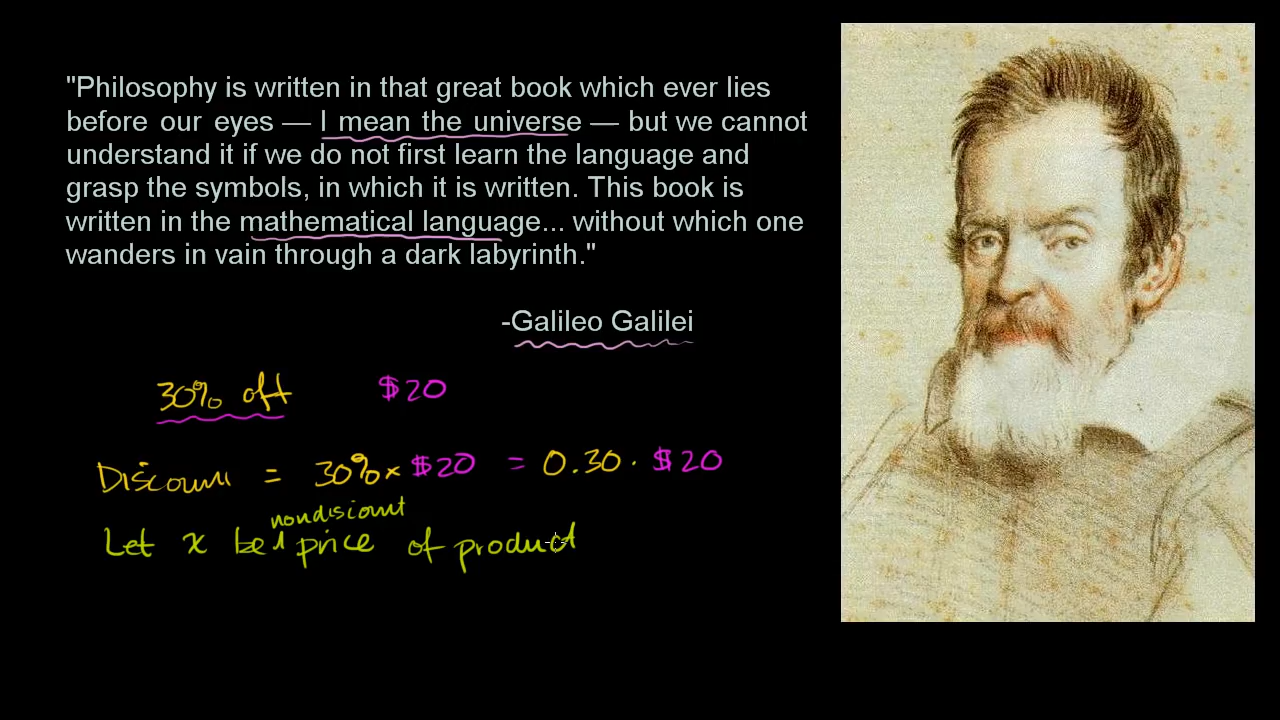 "Philosophy is written in that great book which ever lies
before our eyes — I mean the universe — but we cannot
understand it if we do not first learn the language and
grasp the symbols, in which it is written. This book is
written in the mathematical language... without which one
wanders in vain through a dark labyrinth."
-Galileo Galilei
30% off $20
Discount = 30% x $20 = 0.30 · $20
nondiscount
Let x be price of product